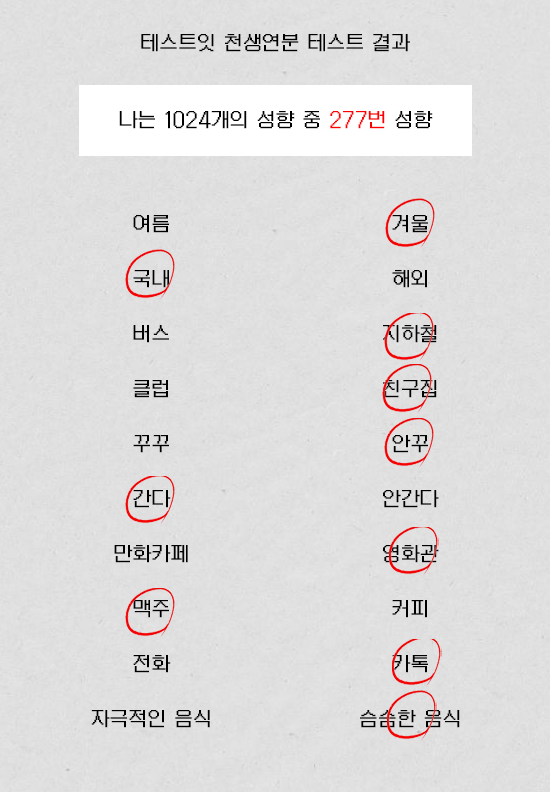 테스트잇 천생연분 테스트 결과
나는 1024개의 성향 중 277번 성향
여름 겨울
국내 해외
버스 지하철
클럽 친구집
꾸꾸 안꾸
간다 안간다
만화카페 영화관
맥주 커피
전화 카톡
자극적인 음식 슴슴한 음식